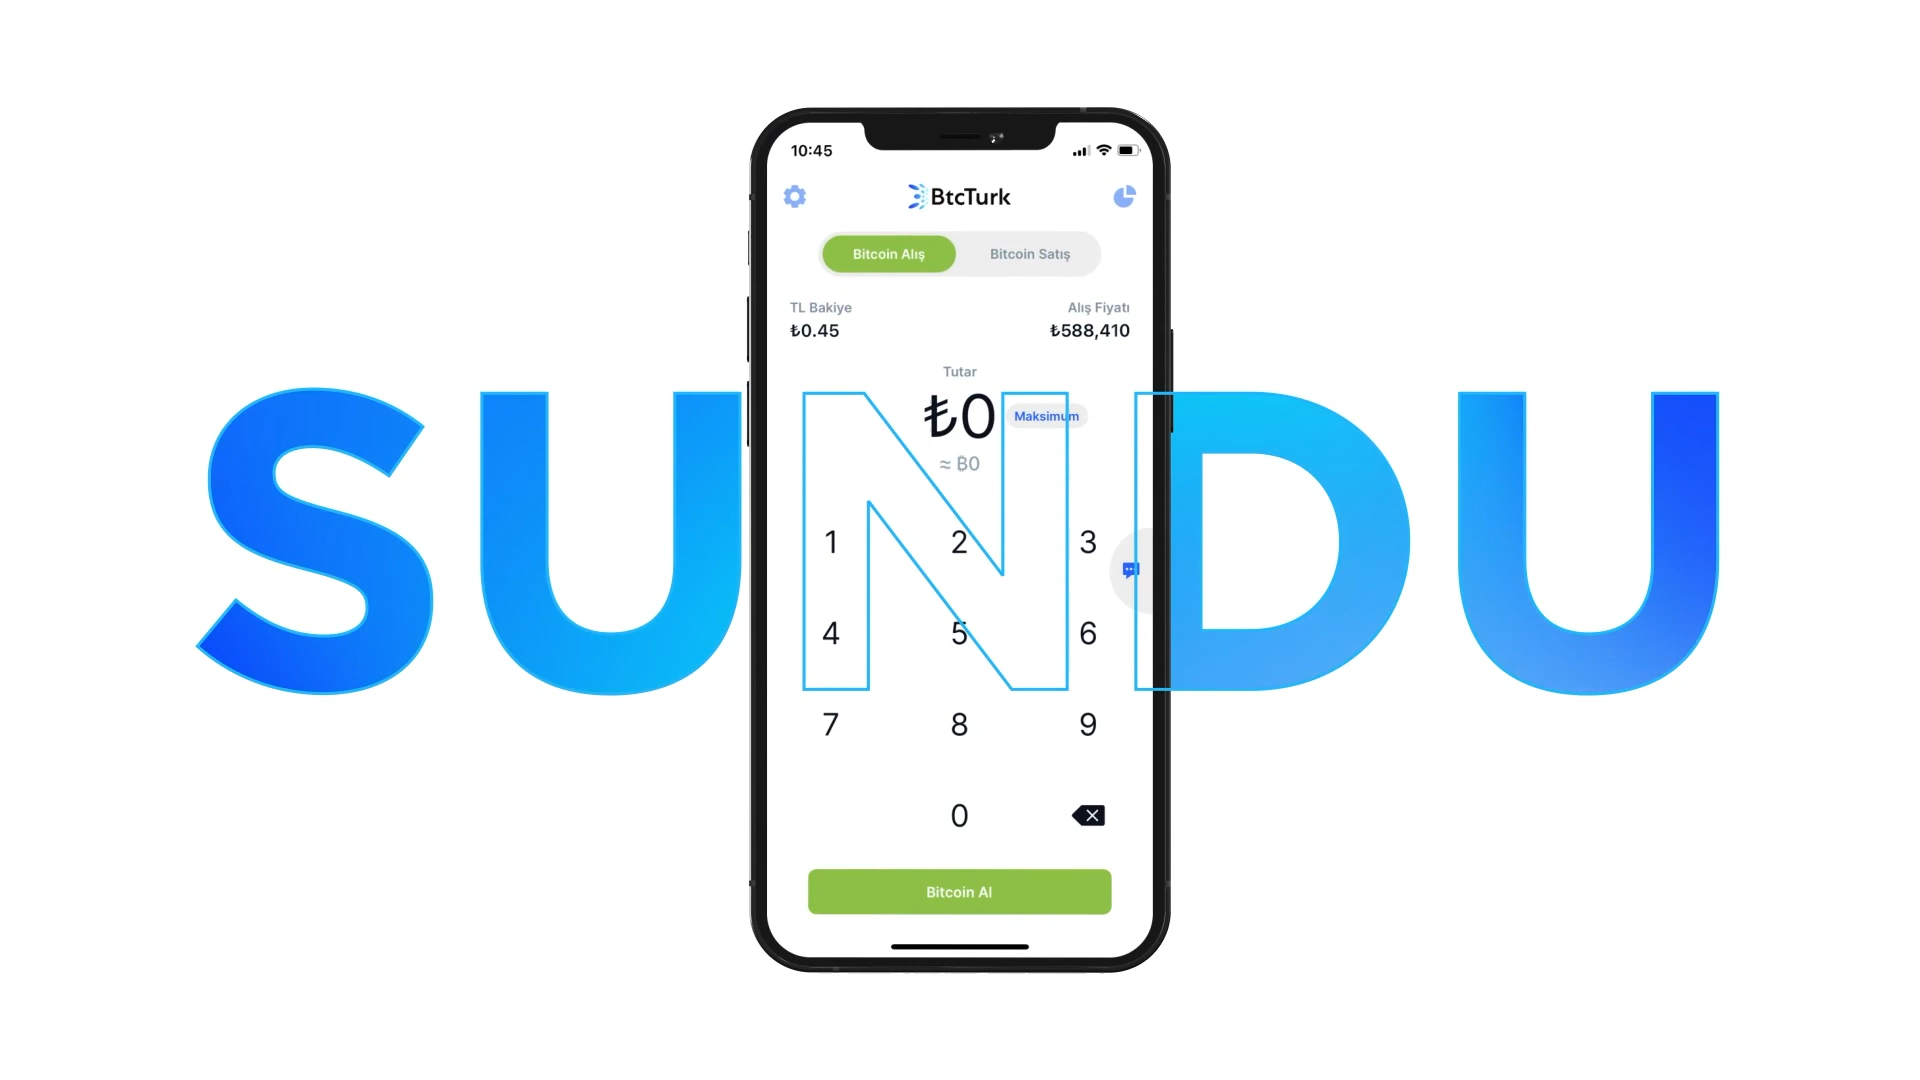 10:45
BtcTurk
Bitcoin Alış Bitcoin Satış
TL Bakiye Alış Fiyatı
₺0.45 ₺588,410
Tutar
₺0 Maksimum
≈ ₿0
SUNDU
1 2 3
4 5 6
7 8 9
0
Bitcoin Al